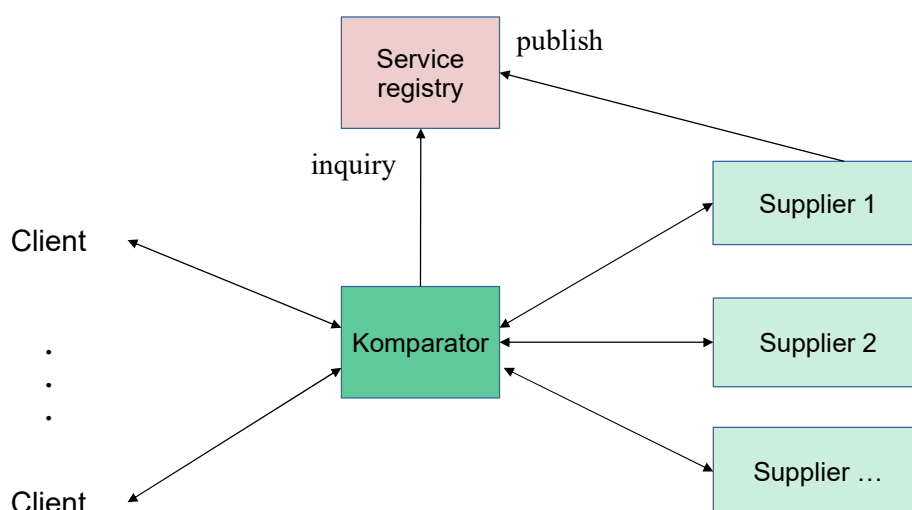 publish
Service
registry
inquiry
Supplier 1
Client
Komparator
Supplier 2
.
.
.
Supplier …
Client